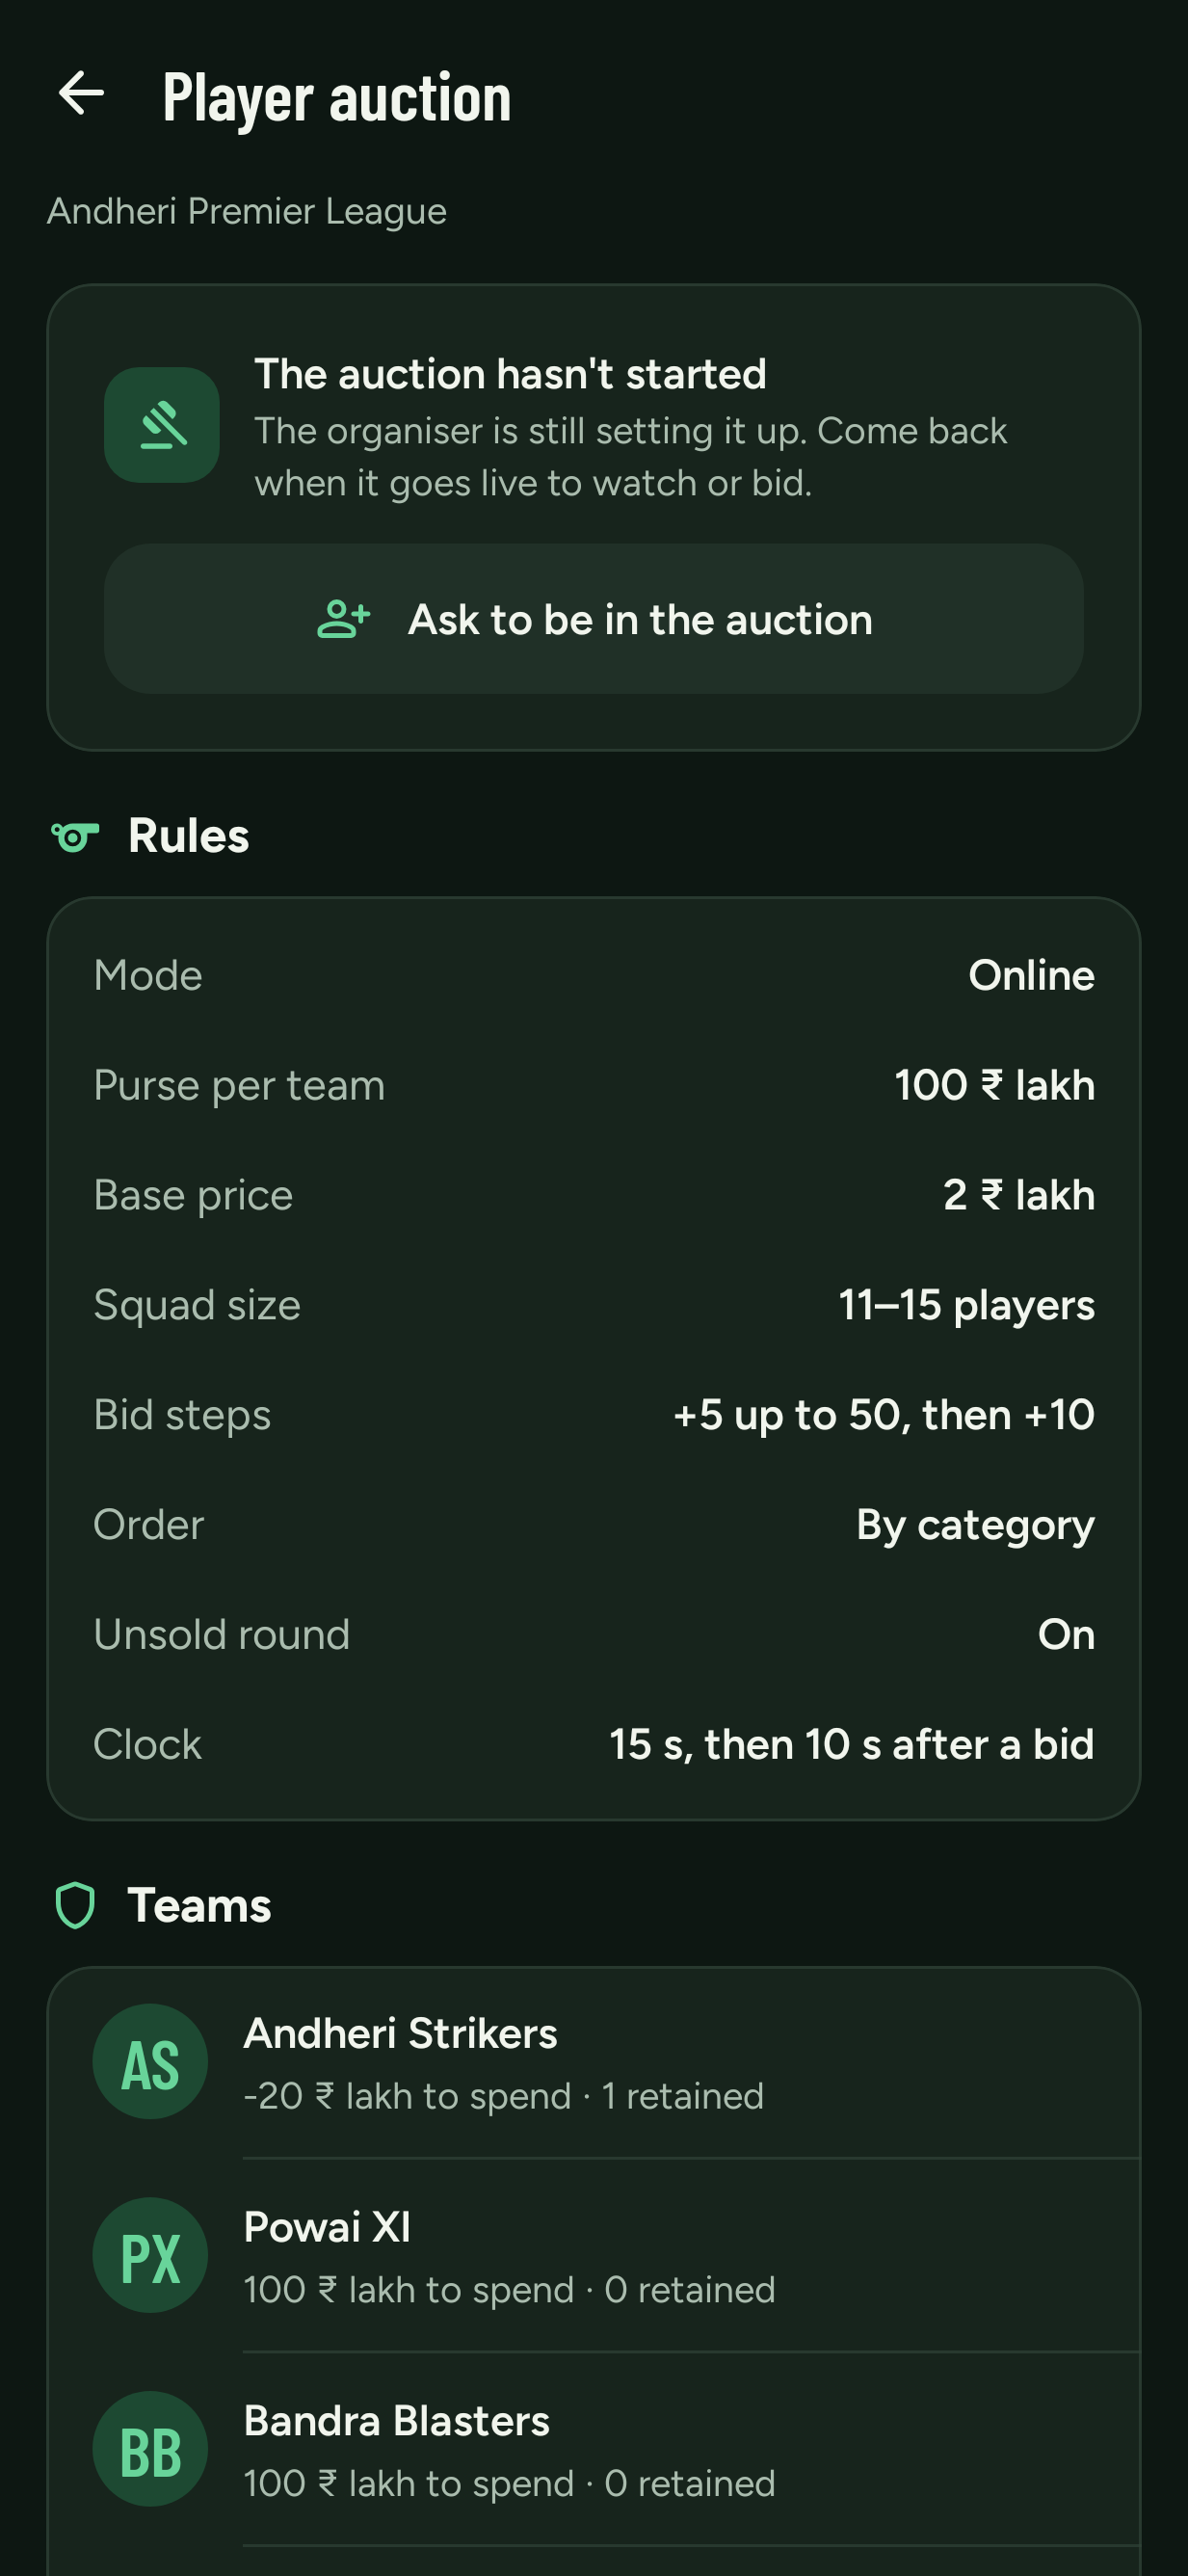 Player auction
Andheri Premier League
The auction hasn't started
The organiser is still setting it up. Come back
when it goes live to watch or bid.
Ask to be in the auction
Rules
Mode Online
Purse per team 100 ₹ lakh
Base price 2 ₹ lakh
Squad size 11–15 players
Bid steps +5 up to 50, then +10
Order By category
Unsold round On
Clock 15 s, then 10 s after a bid
Teams
AS Andheri Strikers
-20 ₹ lakh to spend · 1 retained
PX Powai XI
100 ₹ lakh to spend · 0 retained
BB Bandra Blasters
100 ₹ lakh to spend · 0 retained